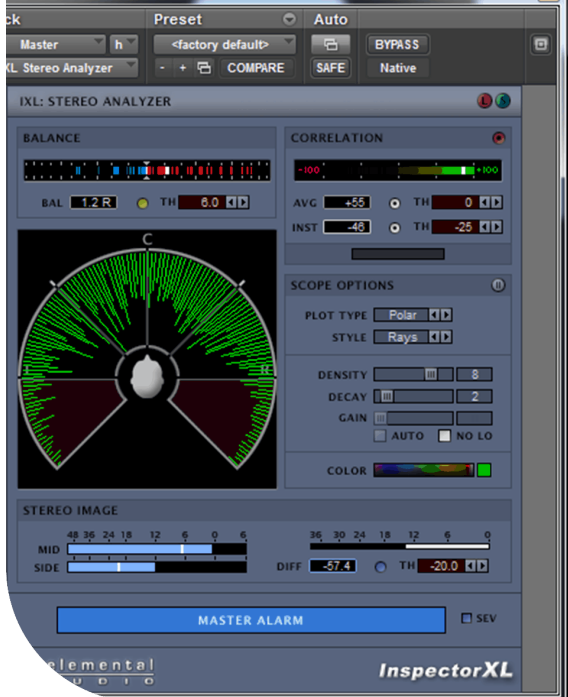 ck Preset Auto
Master h <factory default> BYPASS
XL Stereo Analyzer - + COMPARE SAFE Native
IXL: STEREO ANALYZER L S
BALANCE
BAL 1.2 R TH 6.0
CORRELATION
-100 +100
AVG +55 TH 0
INST -46 TH -25
C
L R
SCOPE OPTIONS
PLOT TYPE Polar
STYLE Rays
DENSITY 8
DECAY 2
GAIN
AUTO NO LO
COLOR
STEREO IMAGE
48 36 24 18 12 6 0 6
MID
SIDE
36 30 24 18 12 6 0
DIFF -57.4 TH -20.0
MASTER ALARM SEV
elemental
UDIO
InspectorXL